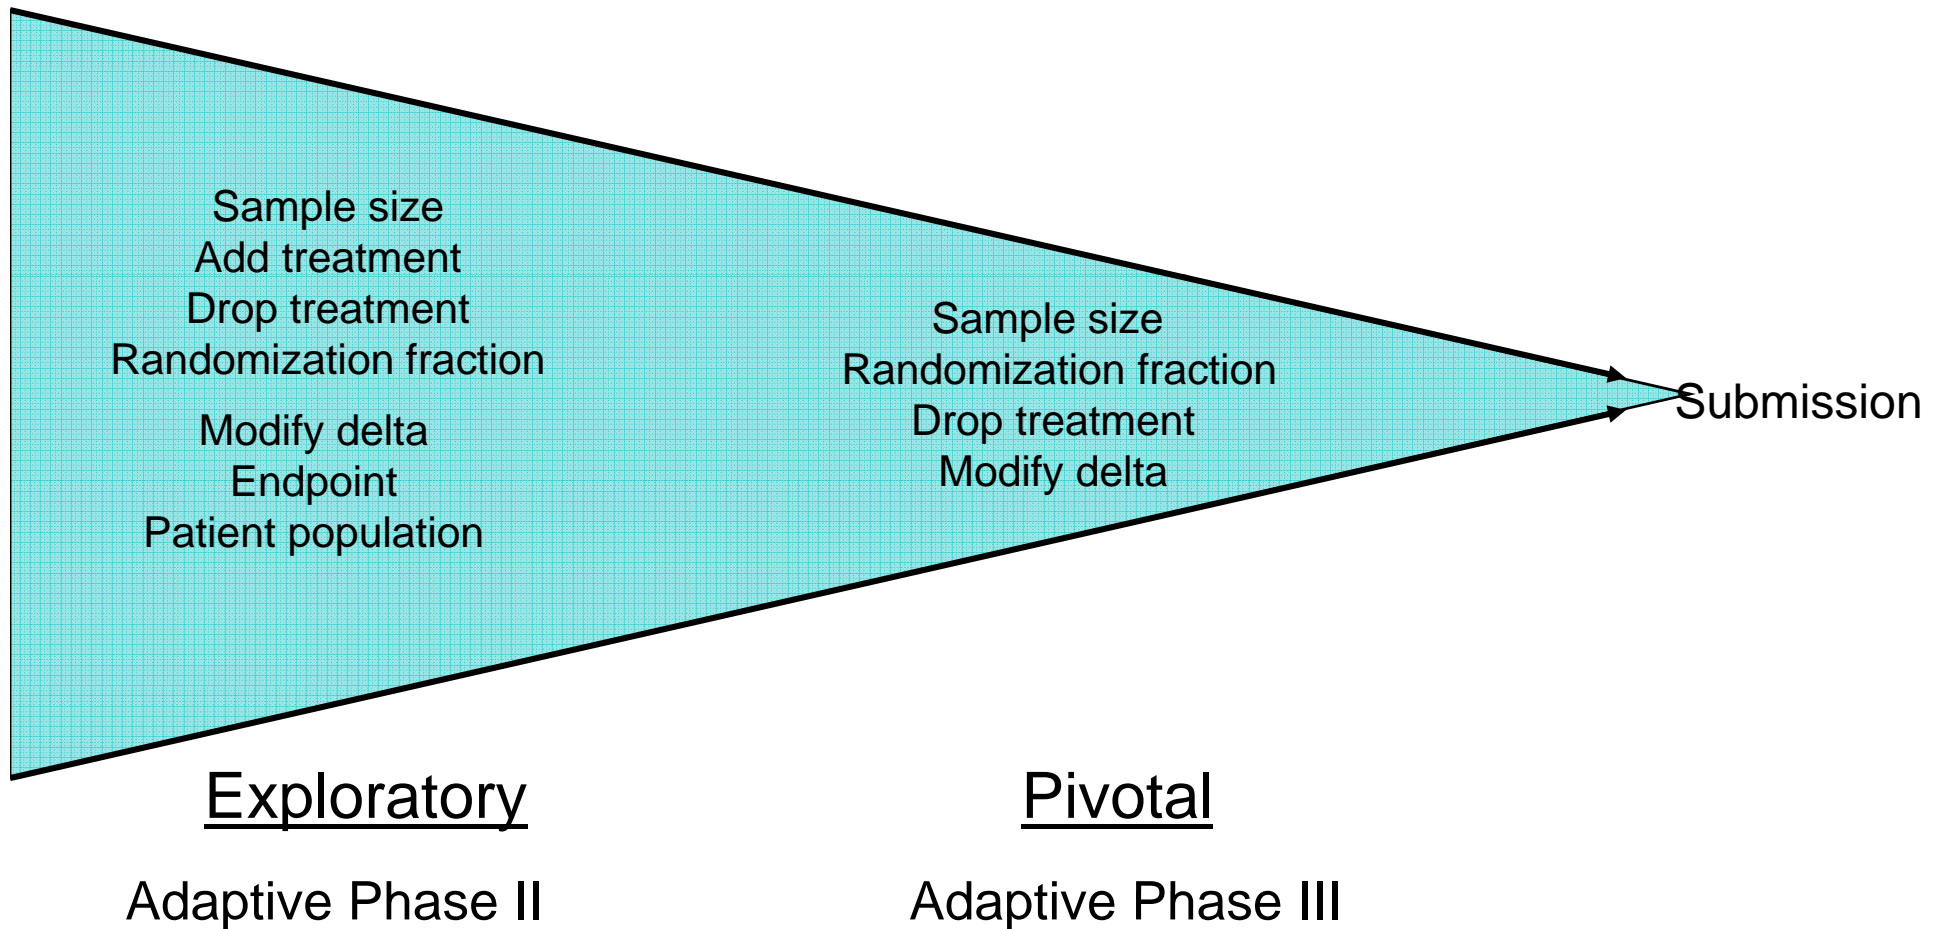 Sample size
Add treatment
Drop treatment
Randomization fraction
Modify delta
Endpoint
Patient population
Sample size
Randomization fraction
Drop treatment
Modify delta
Submission
Exploratory
Pivotal
Adaptive Phase II
Adaptive Phase III